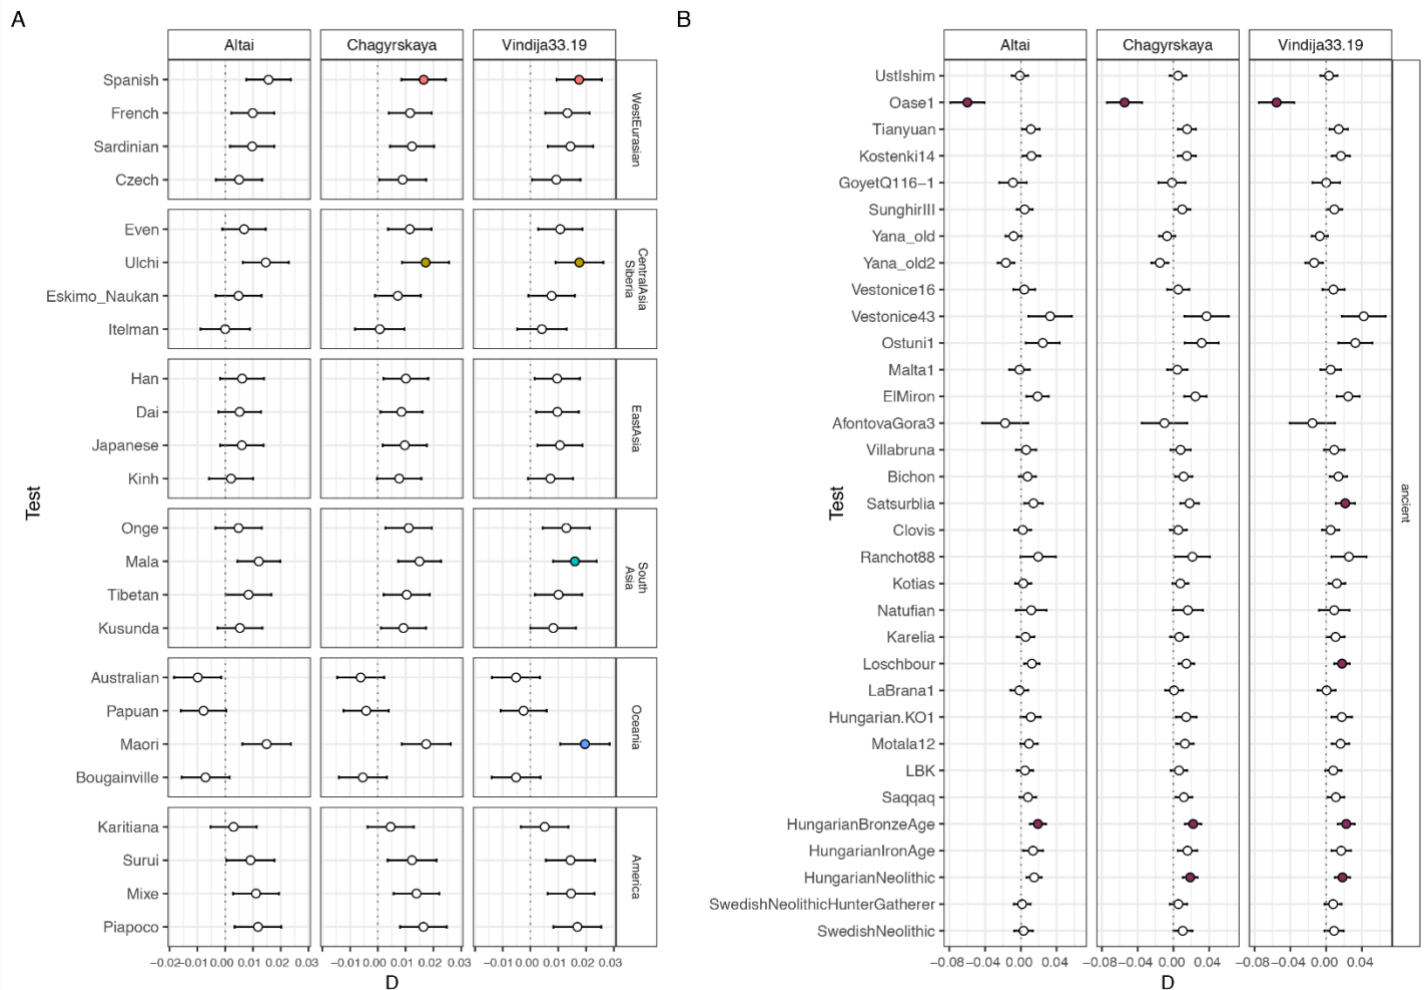 A
Altai Chagyrskaya Vindija33.19
Spanish
French
Sardinian
Czech
WestEurasian
Even
Ulchi
Eskimo_Naukan
Itelman
CentralAsia
Siberia
Han
Dai
Japanese
Kinh
EastAsia
Onge
Mala
Tibetan
Kusunda
South
Asia
Australian
Papuan
Maori
Bougainville
Oceania
Karitiana
Surui
Mixe
Piapoco
America
Test
−0.02−0.01 0.00 0.01 0.02 0.03 −0.01 0.00 0.01 0.02 0.03 −0.01 0.00 0.01 0.02 0.03
D
B
Altai Chagyrskaya Vindija33.19
UstIshim
Oase1
Tianyuan
Kostenki14
GoyetQ116−1
SunghirIII
Yana_old
Yana_old2
Vestonice16
Vestonice43
Ostuni1
Malta1
ElMiron
AfontovaGora3
Villabruna
Bichon
Satsurblia
Clovis
Ranchot88
Kotias
Natufian
Karelia
Loschbour
LaBrana1
Hungarian.KO1
Motala12
LBK
Saqqaq
HungarianBronzeAge
HungarianIronAge
HungarianNeolithic
SwedishNeolithicHunterGatherer
SwedishNeolithic
ancient
Test
−0.08−0.04 0.00 0.04 −0.08−0.04 0.00 0.04 −0.08−0.04 0.00 0.04
D